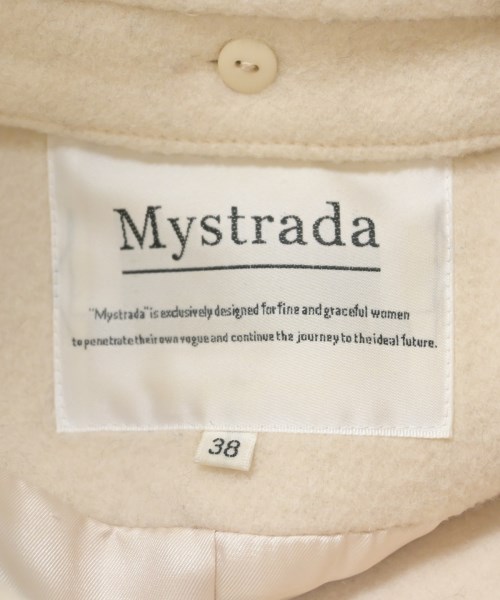 Mystrada
"Mystrada" is exclusively designed for fine and graceful women
to penetrate their own vogue and continue the journey to the ideal future.
38